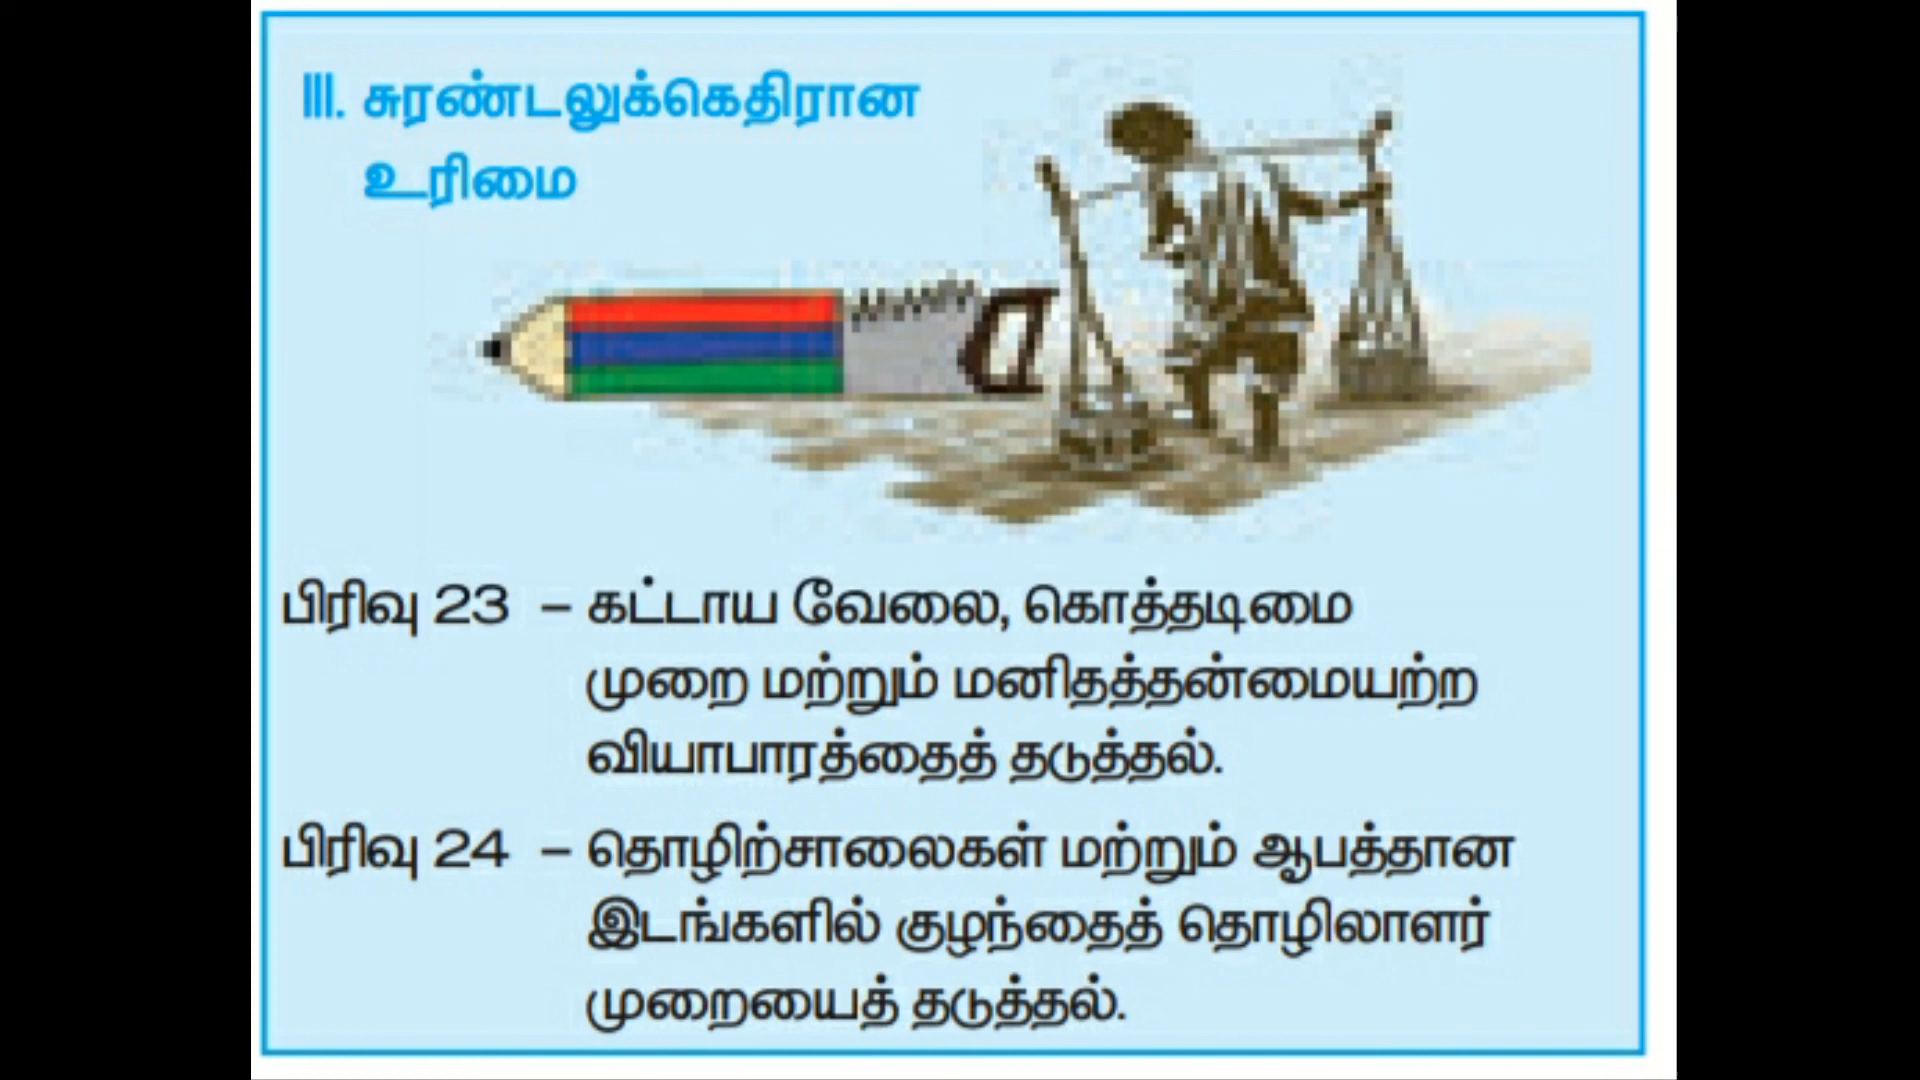 III. சுரண்டலுக்கெதிரான
உரிமை
பிரிவு 23 – கட்டாய வேலை, கொத்தடிமை
முறை மற்றும் மனிதத்தன்மையற்ற
வியாபாரத்தைத் தடுத்தல்.
பிரிவு 24 – தொழிற்சாலைகள் மற்றும் ஆபத்தான
இடங்களில் குழந்தைத் தொழிலாளர்
முறையைத் தடுத்தல்.